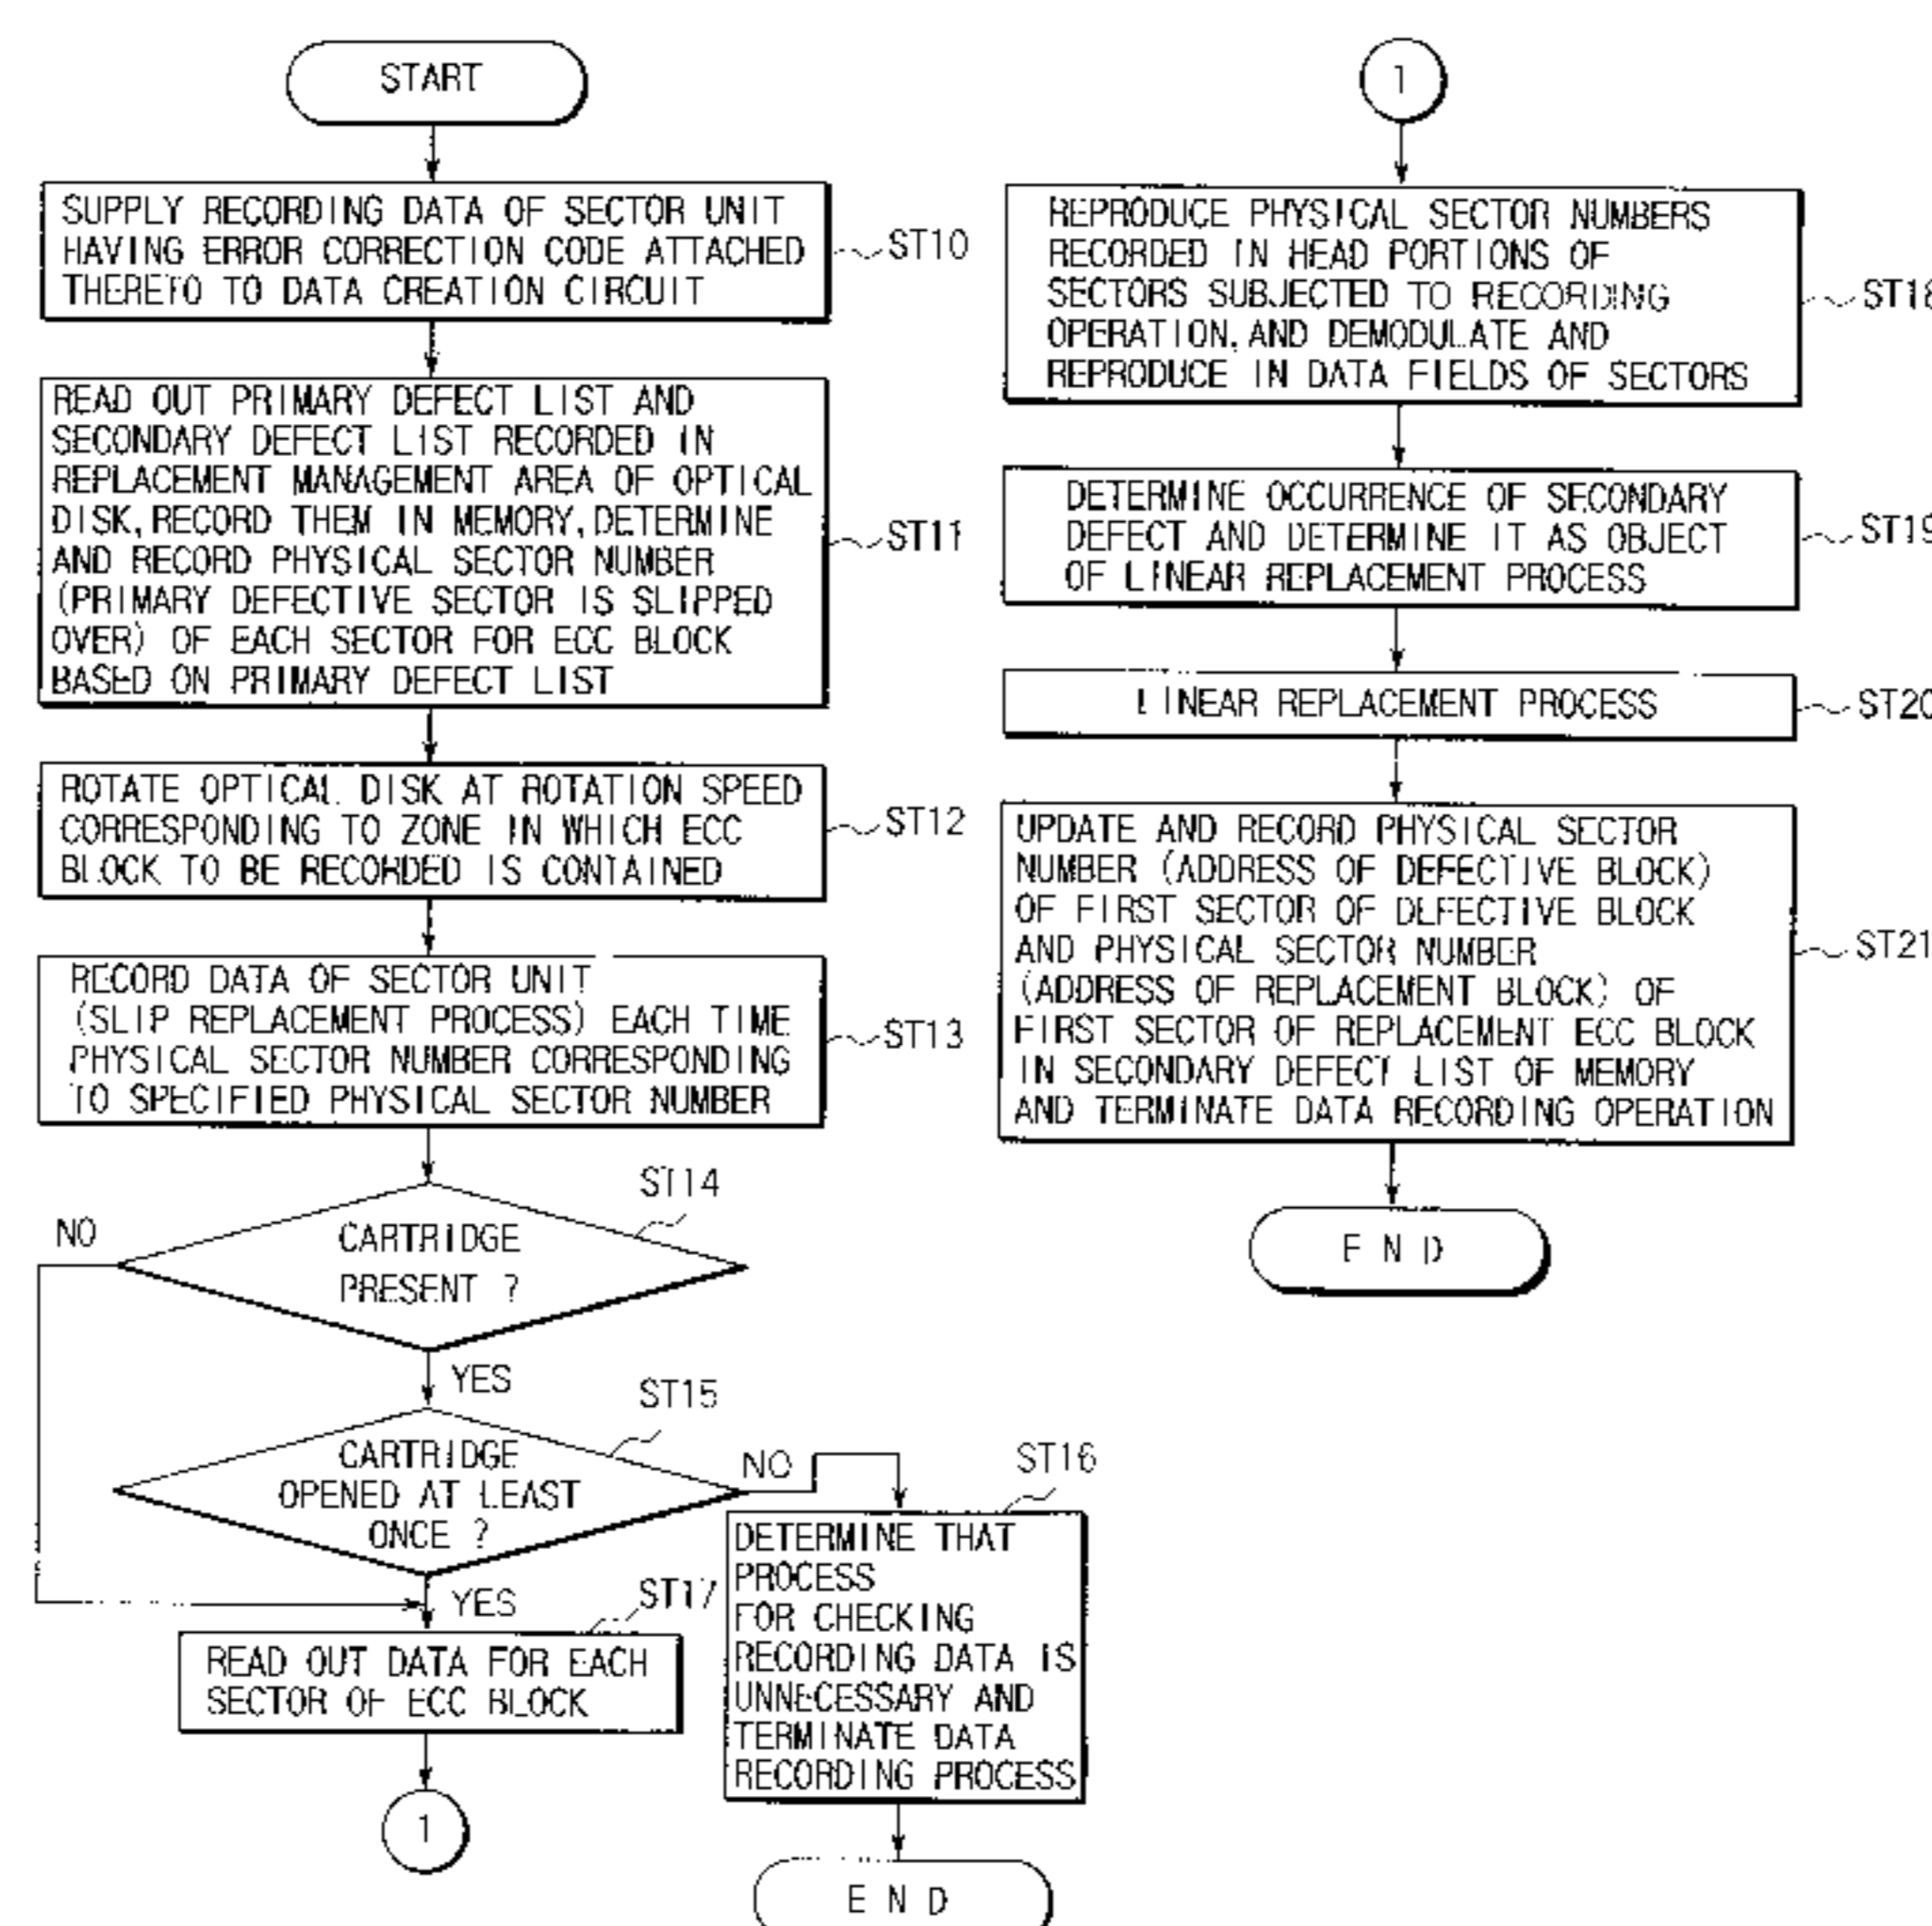 START
SUPPLY RECORDING DATA OF SECTOR UNIT
HAVING ERROR CORRECTION CODE ATTACHED
THERETO TO DATA CREATION CIRCUIT
ST10
READ OUT PRIMARY DEFECT LIST AND
SECONDARY DEFECT LIST RECORDED IN
REPLACEMENT MANAGEMENT AREA OF OPTICAL
DISK, RECORD THEM IN MEMORY, DETERMINE
AND RECORD PHYSICAL SECTOR NUMBER
(PRIMARY DEFECTIVE SECTOR IS SLIPPED
OVER) OF EACH SECTOR FOR ECC BLOCK
BASED ON PRIMARY DEFECT LIST
ST11
ROTATE OPTICAL DISK AT ROTATION SPEED
CORRESPONDING TO ZONE IN WHICH ECC
BLOCK TO BE RECORDED IS CONTAINED
ST12
RECORD DATA OF SECTOR UNIT
(SLIP REPLACEMENT PROCESS) EACH TIME
PHYSICAL SECTOR NUMBER CORRESPONDING
TO SPECIFIED PHYSICAL SECTOR NUMBER
ST13
ST14
NO
CARTRIDGE
PRESENT ?
YES
ST15
CARTRIDGE
OPENED AT LEAST
ONCE ?
NO
ST16
DETERMINE THAT
PROCESS
FOR CHECKING
RECORDING DATA IS
UNNECESSARY AND
TERMINATE DATA
RECORDING PROCESS
END
YES
ST17
READ OUT DATA FOR EACH
SECTOR OF ECC BLOCK
1
1
REPRODUCE PHYSICAL SECTOR NUMBERS
RECORDED IN HEAD PORTIONS OF
SECTORS SUBJECTED TO RECORDING
OPERATION, AND DEMODULATE AND
REPRODUCE IN DATA FIELDS OF SECTORS
ST18
DETERMINE OCCURRENCE OF SECONDARY
DEFECT AND DETERMINE IT AS OBJECT
OF LINEAR REPLACEMENT PROCESS
ST19
LINEAR REPLACEMENT PROCESS
ST20
UPDATE AND RECORD PHYSICAL SECTOR
NUMBER (ADDRESS OF DEFECTIVE BLOCK)
OF FIRST SECTOR OF DEFECTIVE BLOCK
AND PHYSICAL SECTOR NUMBER
(ADDRESS OF REPLACEMENT BLOCK) OF
FIRST SECTOR OF REPLACEMENT ECC BLOCK
IN SECONDARY DEFECT LIST OF MEMORY
AND TERMINATE DATA RECORDING OPERATION
ST21
END